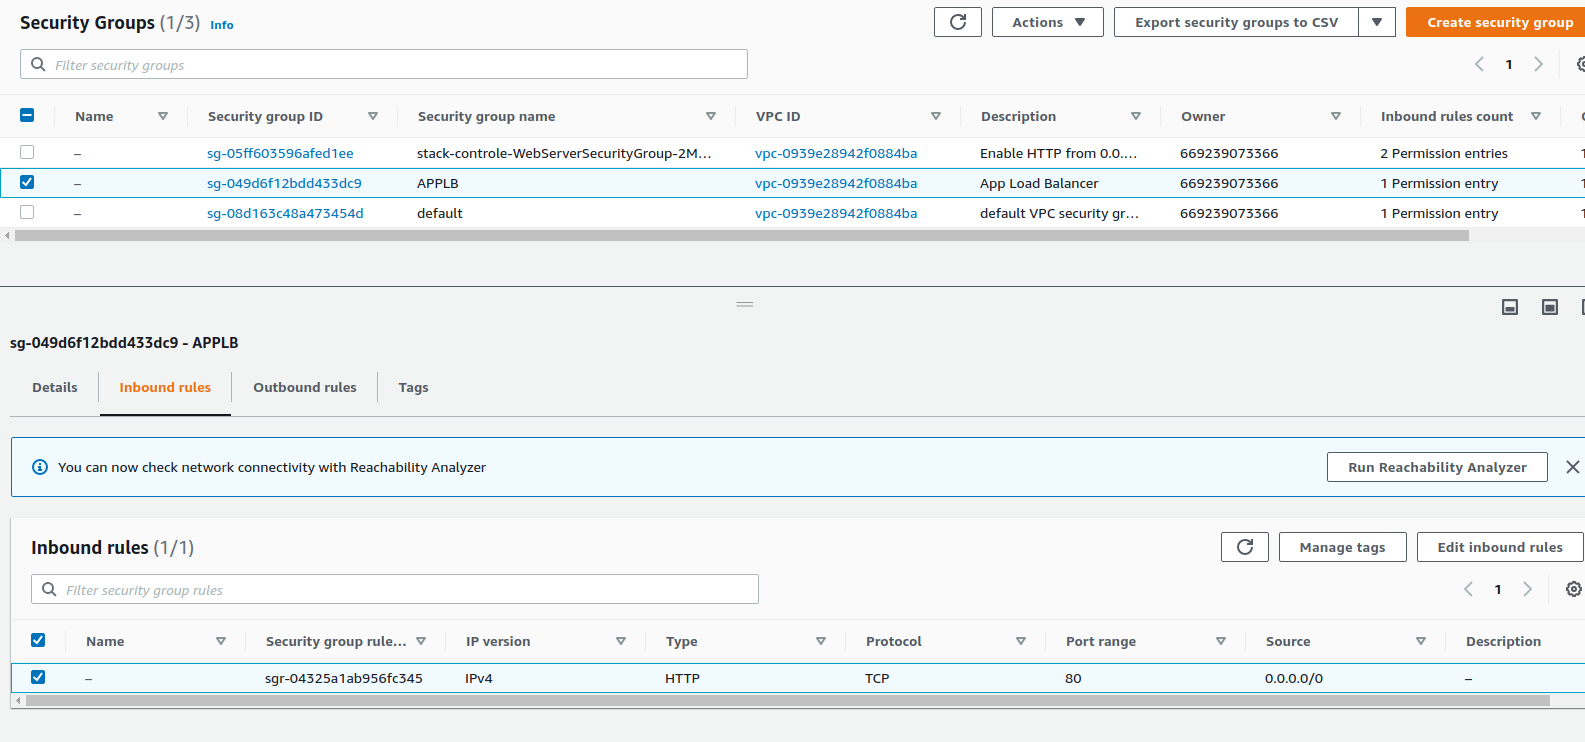 Security Groups (1/3) Info
Actions
Export security groups to CSV
Create security group
Filter security groups
1
Name Security group ID Security group name VPC ID Description Owner Inbound rules count
– sg-05ff603596afed1ee stack-controle-WebServerSecurityGroup-2M... vpc-0939e28942f0884ba Enable HTTP from 0.0.... 669239073366 2 Permission entries
– sg-049d6f12bdd433dc9 APPLB vpc-0939e28942f0884ba App Load Balancer 669239073366 1 Permission entry
– sg-08d163c48a473454d default vpc-0939e28942f0884ba default VPC security gr... 669239073366 1 Permission entry
sg-049d6f12bdd433dc9 - APPLB
Details Inbound rules Outbound rules Tags
You can now check network connectivity with Reachability Analyzer
Run Reachability Analyzer
Inbound rules (1/1)
Manage tags
Edit inbound rules
Filter security group rules
1
Name Security group rule... IP version Type Protocol Port range Source Description
– sgr-04325a1ab956fc345 IPv4 HTTP TCP 80 0.0.0.0/0 –